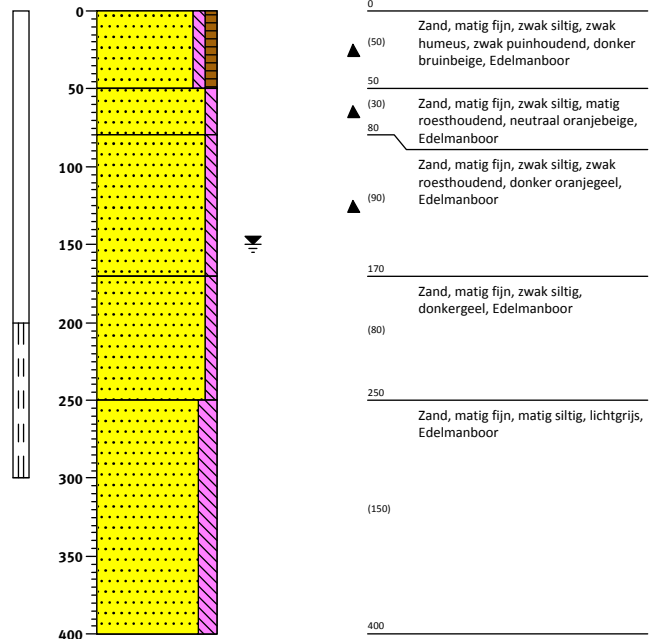 0
50
100
150
200
250
300
350
400
0
(50)
Zand, matig fijn, zwak siltig, zwak
humeus, zwak puinhoudend, donker
bruinbeige, Edelmanboor
50
(30)
Zand, matig fijn, zwak siltig, matig
roesthoudend, neutraal oranjebeige,
Edelmanboor
80
Zand, matig fijn, zwak siltig, zwak
roesthoudend, donker oranjegeel,
Edelmanboor
(90)
170
Zand, matig fijn, zwak siltig,
donkergeel, Edelmanboor
(80)
250
Zand, matig fijn, matig siltig, lichtgrijs,
Edelmanboor
(150)
400